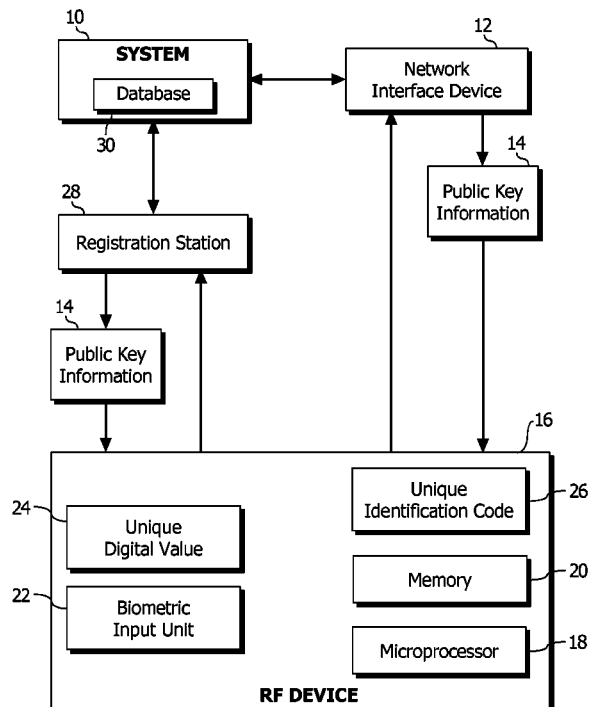 10
SYSTEM
Database
30
12
Network
Interface Device
14
Public Key
Information
28
Registration Station
14
Public Key
Information
16
24
Unique
Digital Value
Unique
Identification Code
26
22
Biometric
Input Unit
Memory
20
Microprocessor
18
RF DEVICE